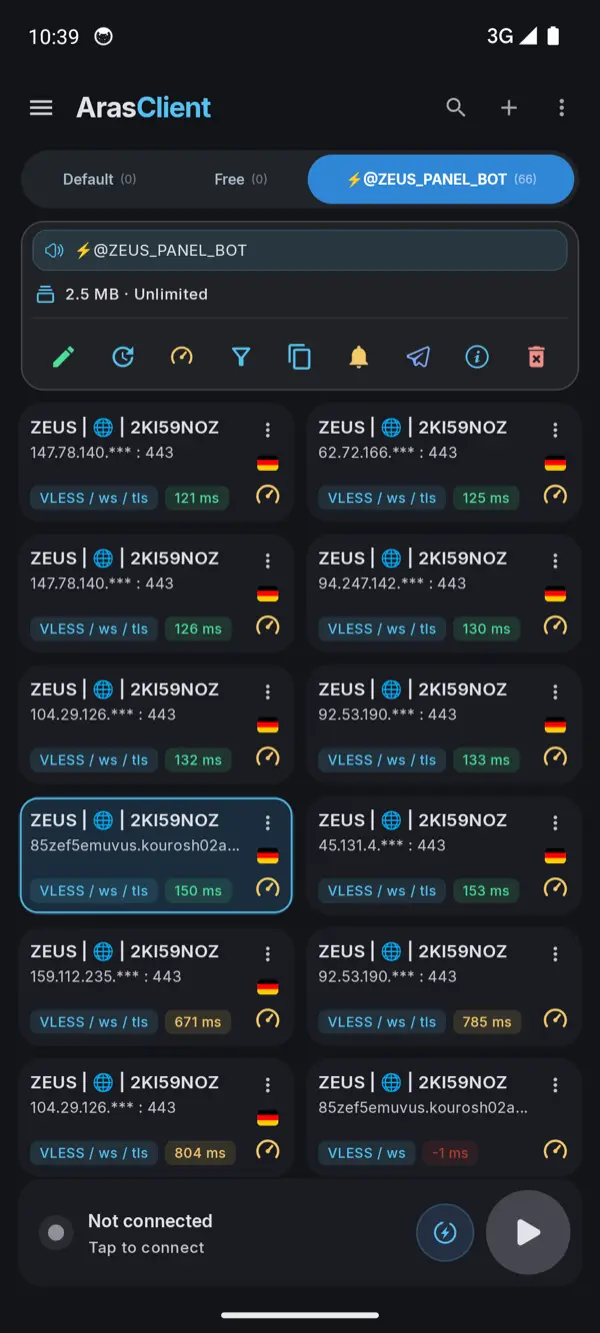 10:39
3G
ArasClient
Default (0)
Free (0)
⚡@ZEUS_PANEL_BOT (66)
⚡@ZEUS_PANEL_BOT
2.5 MB · Unlimited
ZEUS | 🌐 | 2KI59NOZ
147.78.140.*** : 443
VLESS / ws / tls
121 ms
ZEUS | 🌐 | 2KI59NOZ
62.72.166.*** : 443
VLESS / ws / tls
125 ms
ZEUS | 🌐 | 2KI59NOZ
147.78.140.*** : 443
VLESS / ws / tls
126 ms
ZEUS | 🌐 | 2KI59NOZ
94.247.142.*** : 443
VLESS / ws / tls
130 ms
ZEUS | 🌐 | 2KI59NOZ
104.29.126.*** : 443
VLESS / ws / tls
132 ms
ZEUS | 🌐 | 2KI59NOZ
92.53.190.*** : 443
VLESS / ws / tls
133 ms
ZEUS | 🌐 | 2KI59NOZ
85zef5emuvus.kourosh02a...
VLESS / ws / tls
150 ms
ZEUS | 🌐 | 2KI59NOZ
45.131.4.*** : 443
VLESS / ws / tls
153 ms
ZEUS | 🌐 | 2KI59NOZ
159.112.235.*** : 443
VLESS / ws / tls
671 ms
ZEUS | 🌐 | 2KI59NOZ
92.53.190.*** : 443
VLESS / ws / tls
785 ms
ZEUS | 🌐 | 2KI59NOZ
104.29.126.*** : 443
VLESS / ws / tls
804 ms
ZEUS | 🌐 | 2KI59NOZ
85zef5emuvus.kourosh02a...
VLESS / ws
-1 ms
Not connected
Tap to connect